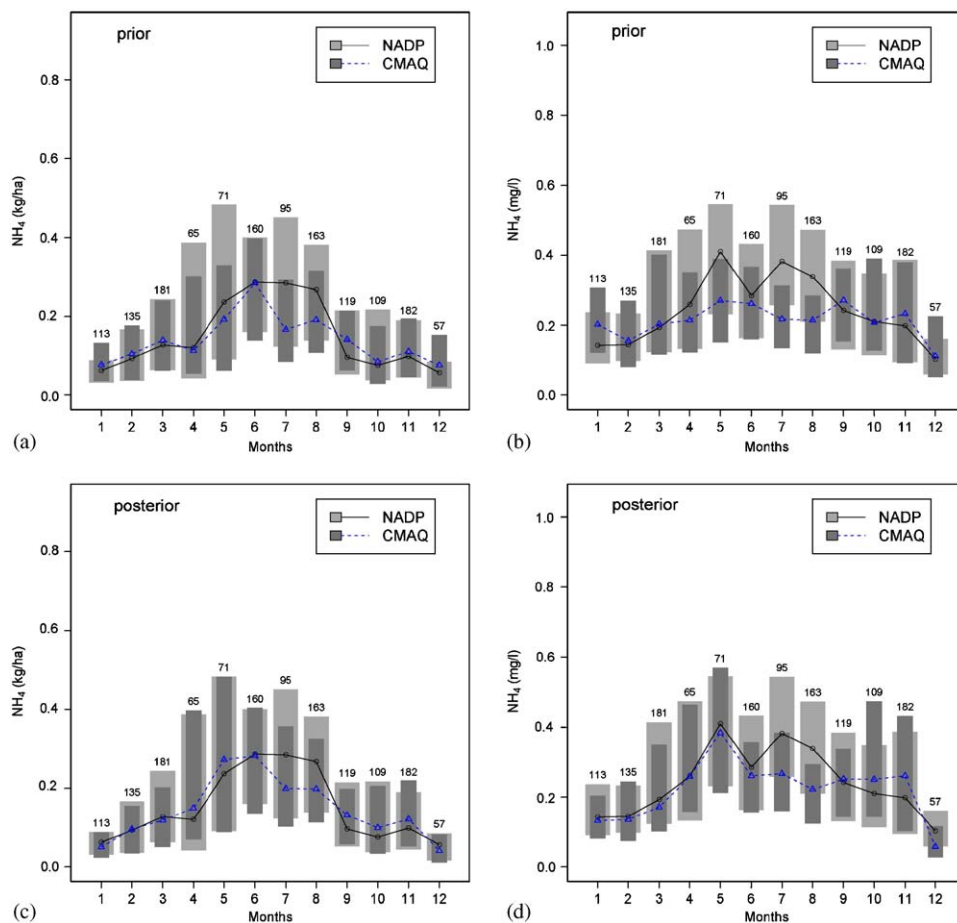 prior
NADP
CMAQ
NH4 (kg/ha)
0.8
0.6
0.4
0.2
0.0
113 135 181 65 71 160 95 163 119 109 182 57
1 2 3 4 5 6 7 8 9 10 11 12
Months
(a)
prior
NADP
CMAQ
NH4 (mg/l)
1.0
0.8
0.6
0.4
0.2
0.0
113 135 181 65 71 160 95 163 119 109 182 57
1 2 3 4 5 6 7 8 9 10 11 12
Months
(b)
posterior
NADP
CMAQ
NH4 (kg/ha)
0.8
0.6
0.4
0.2
0.0
113 135 181 65 71 160 95 163 119 109 182 57
1 2 3 4 5 6 7 8 9 10 11 12
Months
(c)
posterior
NADP
CMAQ
NH4 (mg/l)
1.0
0.8
0.6
0.4
0.2
0.0
113 135 181 65 71 160 95 163 119 109 182 57
1 2 3 4 5 6 7 8 9 10 11 12
Months
(d)